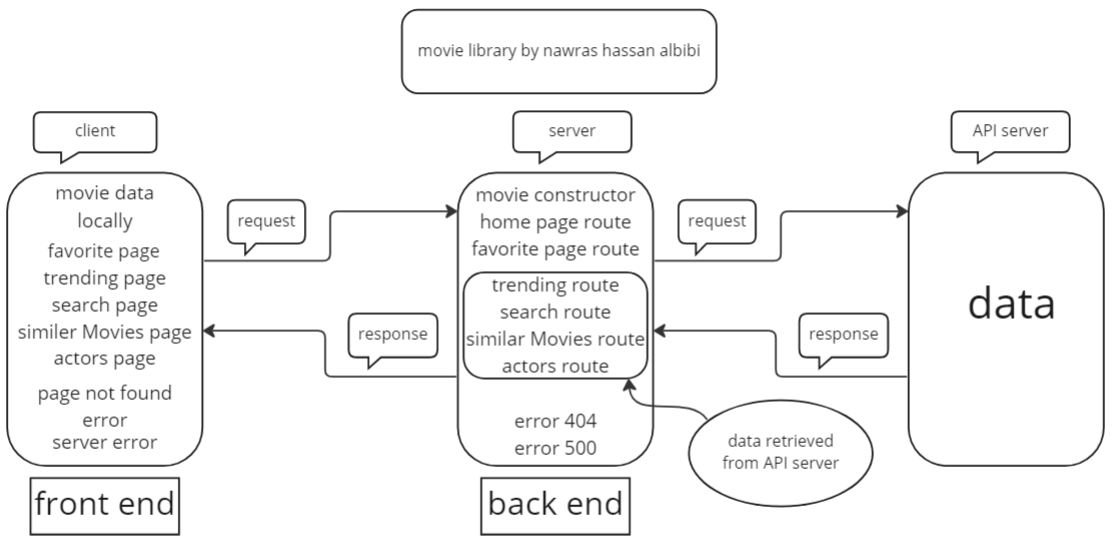 movie library by nawras hassan albibi
client
server
API server
movie data
locally
favorite page
trending page
search page
similer Movies page
actors page
page not found
error
server error
front end
request
response
movie constructor
home page route
favorite page route
trending route
search route
similar Movies route
actors route
error 404
error 500
back end
request
response
data retrieved
from API server
data